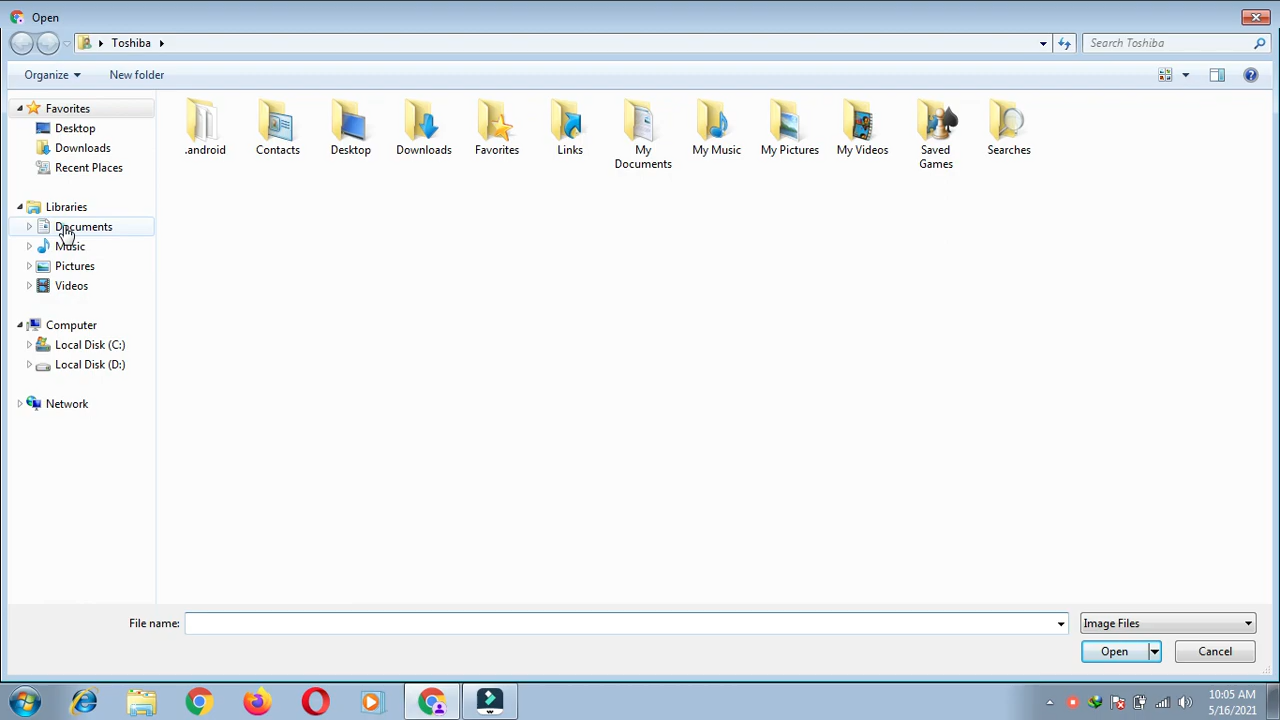 Open
Toshiba
Search Toshiba
Organize
New folder
Favorites
Desktop
Downloads
Recent Places
Libraries
Documents
Music
Pictures
Videos
Computer
Local Disk (C:)
Local Disk (D:)
Network
.android
Contacts
Desktop
Downloads
Favorites
Links
My
Documents
My Music
My Pictures
My Videos
Saved
Games
Searches
File name:
Image Files
Open
Cancel
10:05 AM
5/16/2021